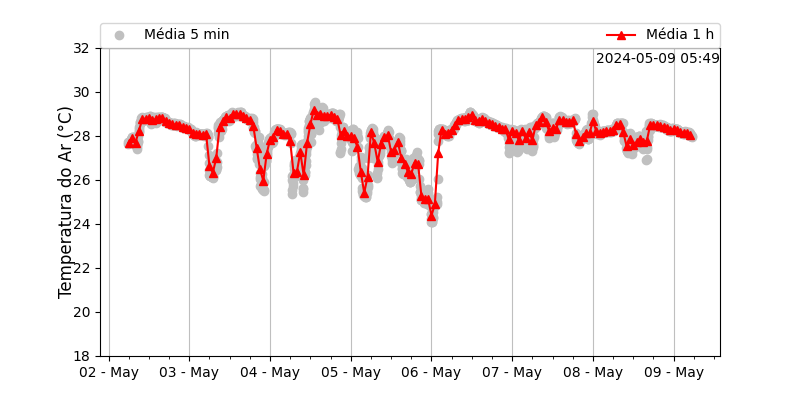 Média 5 min
Média 1 h
2024-05-09 05:49
Temperatura do Ar (°C)
32
30
28
26
24
22
20
18
02 - May
03 - May
04 - May
05 - May
06 - May
07 - May
08 - May
09 - May